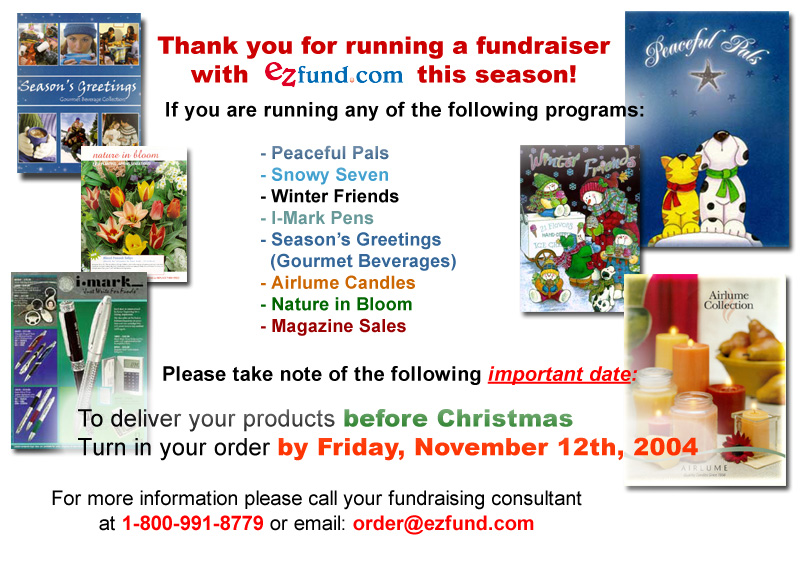 Thank you for running a fundraiser
with ezfund.com this season!
If you are running any of the following programs:
- Peaceful Pals
- Snowy Seven
- Winter Friends
- I-Mark Pens
- Season's Greetings
(Gourmet Beverages)
- Airlume Candles
- Nature in Bloom
- Magazine Sales
Please take note of the following important date:
To deliver your products before Christmas
Turn in your order by Friday, November 12th, 2004
For more information please call your fundraising consultant
at 1-800-991-8779 or email: order@ezfund.com
Season's Greetings
Gourmet Beverage Collection
nature in bloom
i-mark
"Just Write For Funds"
Peaceful Pals
Winter Friends
Airlume
Collection
AIRLUME